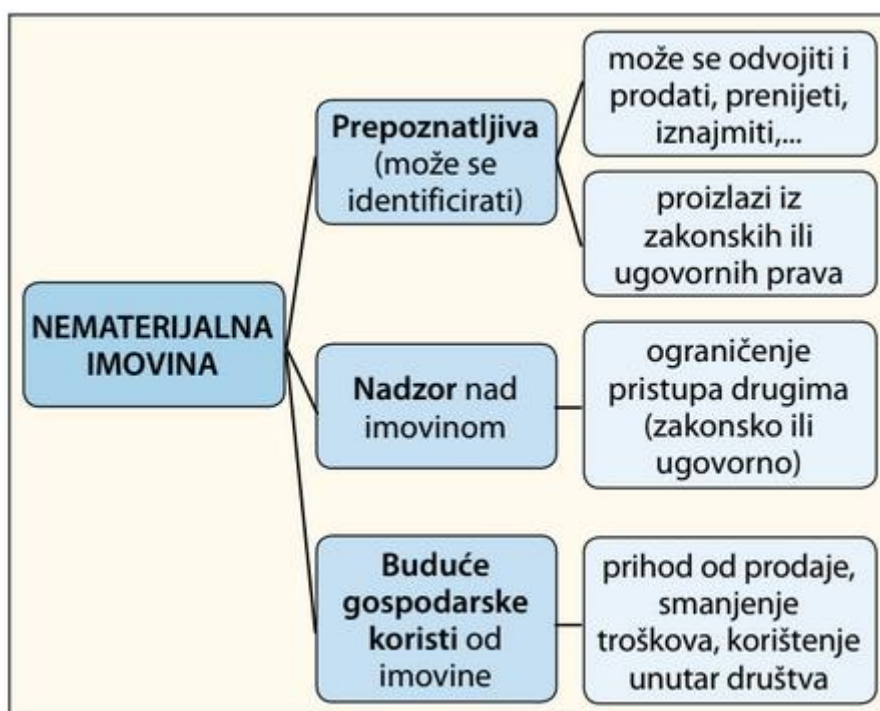 NEMATERIJALNA
IMOVINA
Prepoznatljiva
(može se
identificirati)
može se odvojiti i
prodati, prenijeti,
iznajmiti,...
proizlazi iz
zakonskih ili
ugovornih prava
Nadzor nad
imovinom
ograničenje
pristupa drugima
(zakonsko ili
ugovorno)
Buduće
gospodarske
koristi od
imovine
prihod od prodaje,
smanjenje
troškova, korištenje
unutar društva